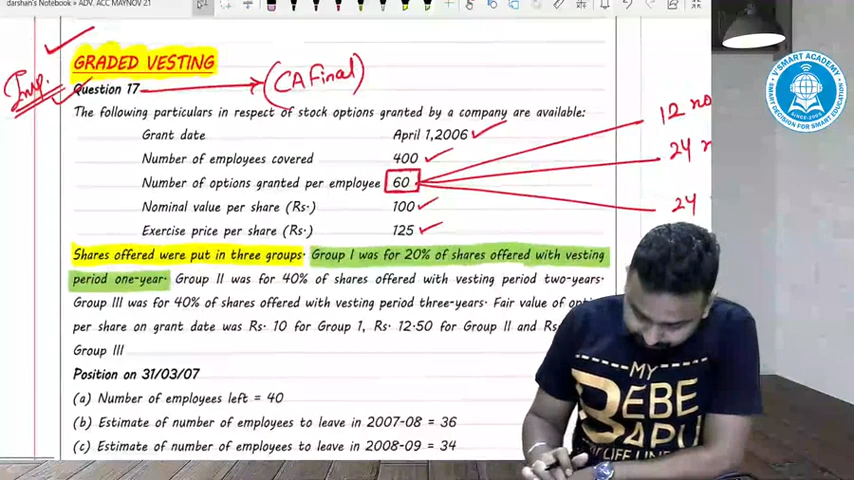 darshan's Notebook » ADV. ACC MAYNOV 21
GRADED VESTING
Imp.
Question 17
(CA Final)
The following particulars in respect of stock options granted by a company are available:
Grant date April 1,2006
Number of employees covered 400
Number of options granted per employee 60
Nominal value per share (Rs.) 100
Exercise price per share (Rs.) 125
12 no
24
24
Shares offered were put in three groups. Group I was for 20% of shares offered with vesting
period one-year. Group II was for 40% of shares offered with vesting period two-years.
Group III was for 40% of shares offered with vesting period three-years. Fair value of
per share on grant date was Rs. 10 for Group 1, Rs. 12.50 for Group II and Rs
Group III
Position on 31/03/07
(a) Number of employees left = 40
(b) Estimate of number of employees to leave in 2007-08 = 36
(c) Estimate of number of employees to leave in 2008-09 = 34
V'SMART ACADEMY
SMART DECISION FOR SMART EDUCATION
SINCE-2005
MY
BEBE
BAPU
LIFE LINE